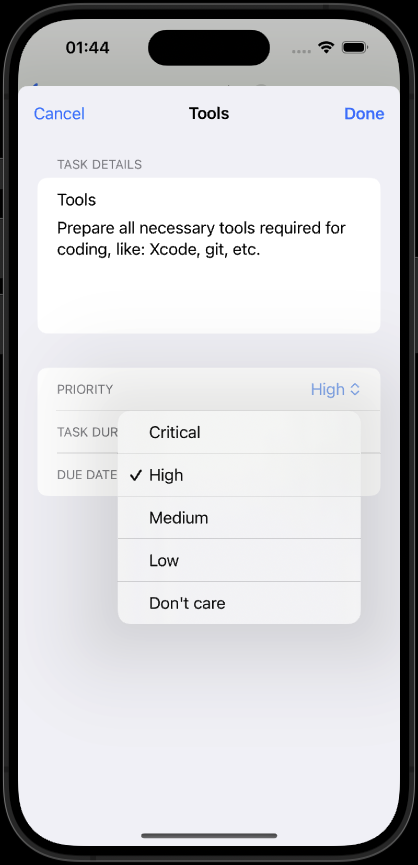 01:44
Cancel
Tools
Done
TASK DETAILS
Tools
Prepare all necessary tools required for
coding, like: Xcode, git, etc.
PRIORITY
High
TASK DUR
DUE DATE
Critical
High
Medium
Low
Don't care